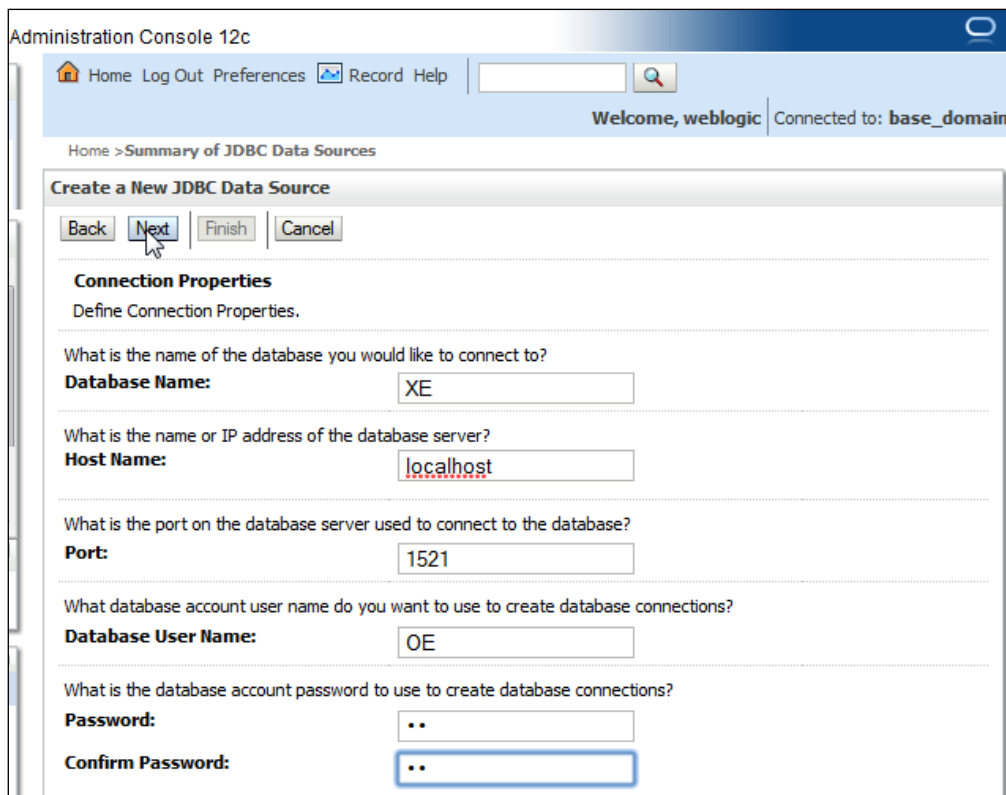 Administration Console 12c
Home Log Out Preferences Record Help
Welcome, weblogic Connected to: base_domain
Home >Summary of JDBC Data Sources
Create a New JDBC Data Source
Back Next Finish Cancel
Connection Properties
Define Connection Properties.
What is the name of the database you would like to connect to?
Database Name: XE
What is the name or IP address of the database server?
Host Name: localhost
What is the port on the database server used to connect to the database?
Port: 1521
What database account user name do you want to use to create database connections?
Database User Name: OE
What is the database account password to use to create database connections?
Password: ••
Confirm Password: ••